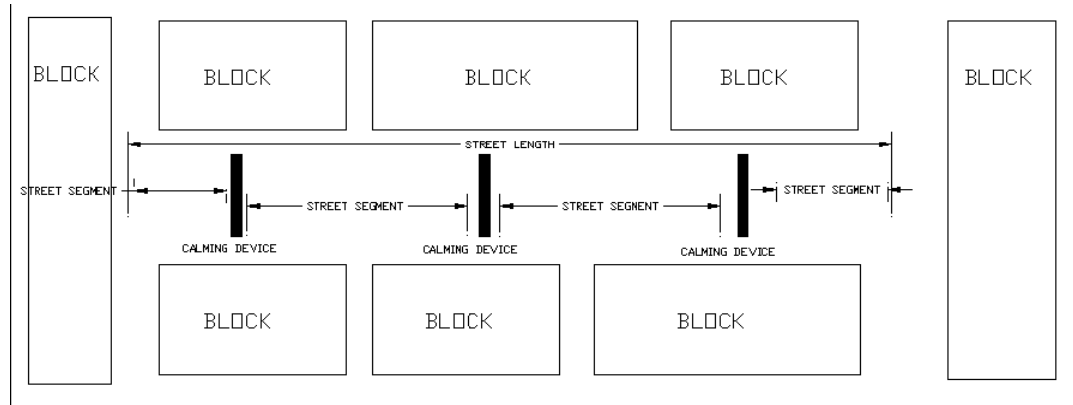 BLOCK
BLOCK
BLOCK
BLOCK
BLOCK
STREET LENGTH
STREET SEGMENT
STREET SEGMENT
STREET SEGMENT
STREET SEGMENT
CALMING DEVICE
CALMING DEVICE
CALMING DEVICE
BLOCK
BLOCK
BLOCK